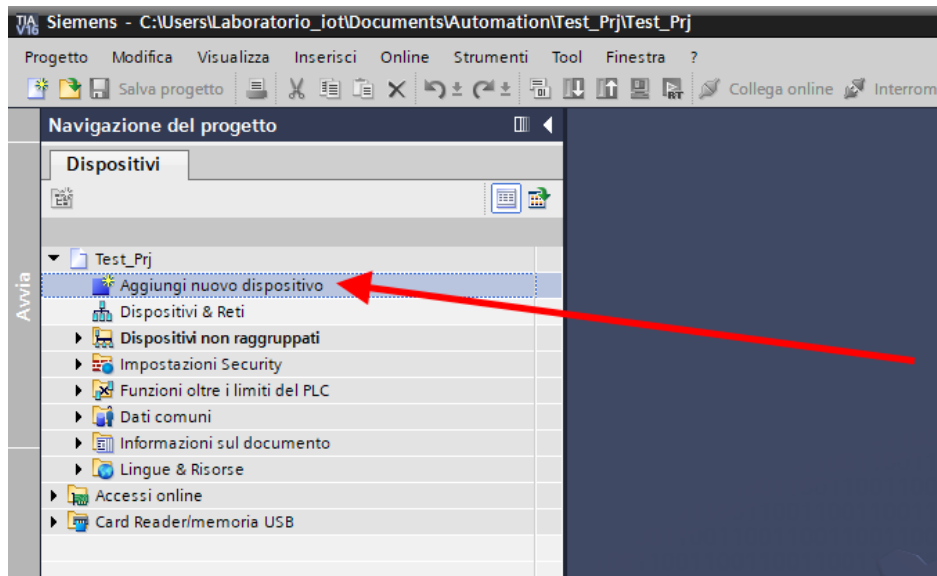 TIA V16 Siemens - C:\Users\Laboratorio_iot\Documents\Automation\Test_Prj\Test_Prj
Progetto Modifica Visualizza Inserisci Online Strumenti Tool Finestra ?
Salva progetto RT Collega online Interrom
Navigazione del progetto
Dispositivi
Avvia
Test_Prj
Aggiungi nuovo dispositivo
Dispositivi & Reti
Dispositivi non raggruppati
Impostazioni Security
Funzioni oltre i limiti del PLC
Dati comuni
Informazioni sul documento
Lingue & Risorse
Accessi online
Card Reader/memoria USB